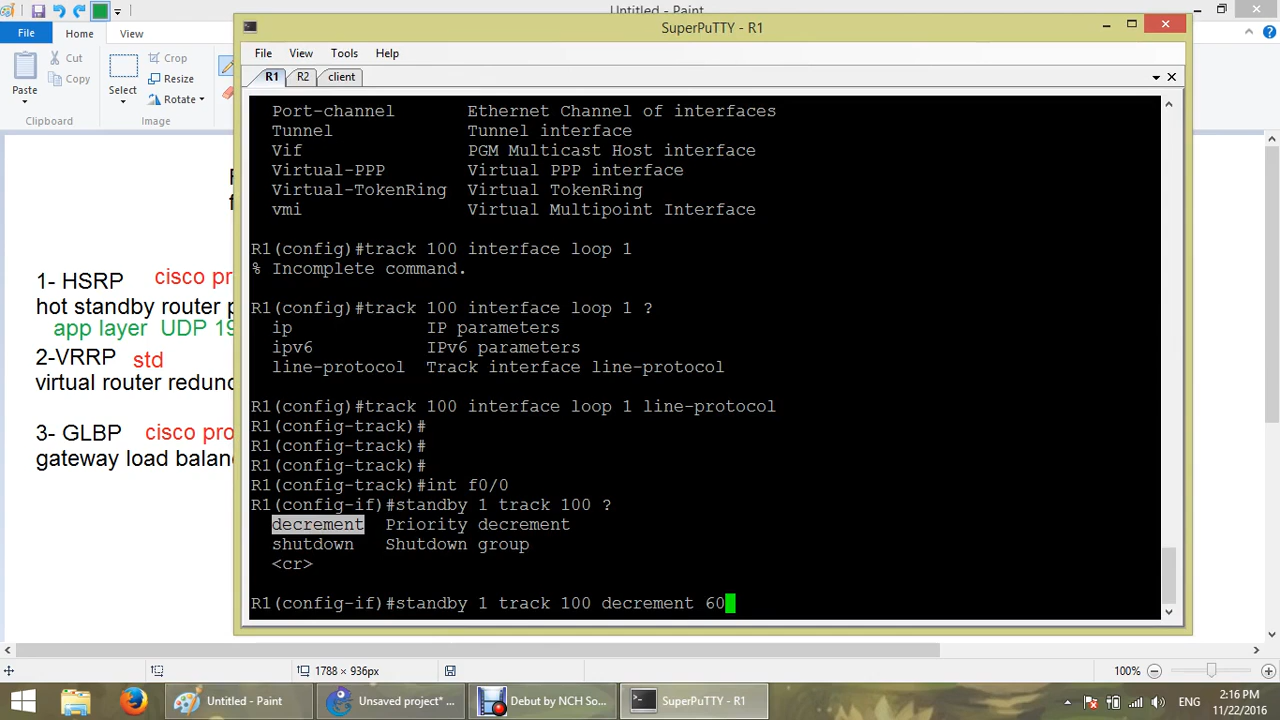 Untitled - Paint
File
Home
View
Cut
Copy
Paste
Clipboard
Select
Crop
Resize
Rotate
Image
1- HSRP cisco pr
hot standby router p
app layer UDP 19
2-VRRP std
virtual router redun
3- GLBP cisco pro
gateway load balan
SuperPuTTY - R1
File View Tools Help
R1 R2 client
Port-channel Ethernet Channel of interfaces
Tunnel Tunnel interface
Vif PGM Multicast Host interface
Virtual-PPP Virtual PPP interface
Virtual-TokenRing Virtual TokenRing
vmi Virtual Multipoint Interface
R1(config)#track 100 interface loop 1
% Incomplete command.
R1(config)#track 100 interface loop 1 ?
ip IP parameters
ipv6 IPv6 parameters
line-protocol Track interface line-protocol
R1(config)#track 100 interface loop 1 line-protocol
R1(config-track)#
R1(config-track)#
R1(config-track)#
R1(config-track)#int f0/0
R1(config-if)#standby 1 track 100 ?
decrement Priority decrement
shutdown Shutdown group
<cr>
R1(config-if)#standby 1 track 100 decrement 60
1788 × 936px
100%
Untitled - Paint
Unsaved project* ...
Debut by NCH So...
SuperPuTTY - R1
ENG
2:16 PM
11/22/2016